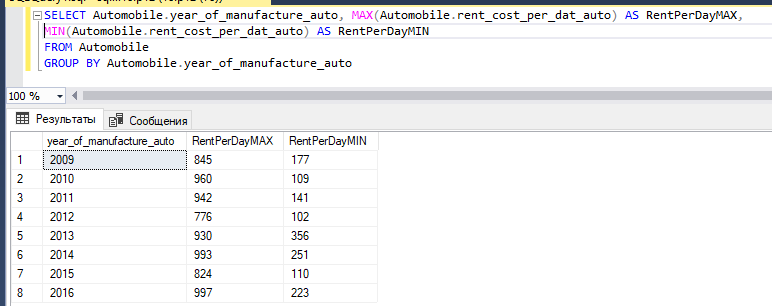 SELECT Automobile.year_of_manufacture_auto, MAX(Automobile.rent_cost_per_dat_auto) AS RentPerDayMAX,
MIN(Automobile.rent_cost_per_dat_auto) AS RentPerDayMIN
FROM Automobile
GROUP BY Automobile.year_of_manufacture_auto
100 %
Результаты Сообщения
year_of_manufacture_auto RentPerDayMAX RentPerDayMIN
1 2009 845 177
2 2010 960 109
3 2011 942 141
4 2012 776 102
5 2013 930 356
6 2014 993 251
7 2015 824 110
8 2016 997 223